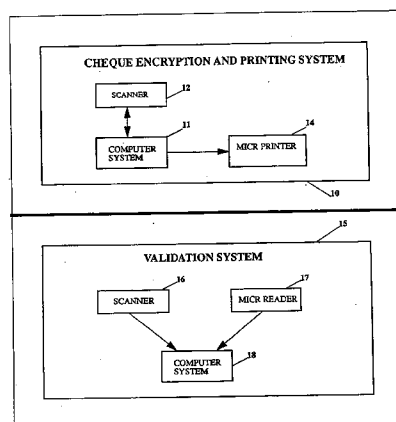 CHEQUE ENCRYPTION AND PRINTING SYSTEM
SCANNER
12
11
14
COMPUTER
SYSTEM
MICR PRINTER
10
15
VALIDATION SYSTEM
16
17
SCANNER
MICR READER
COMPUTER
SYSTEM
18